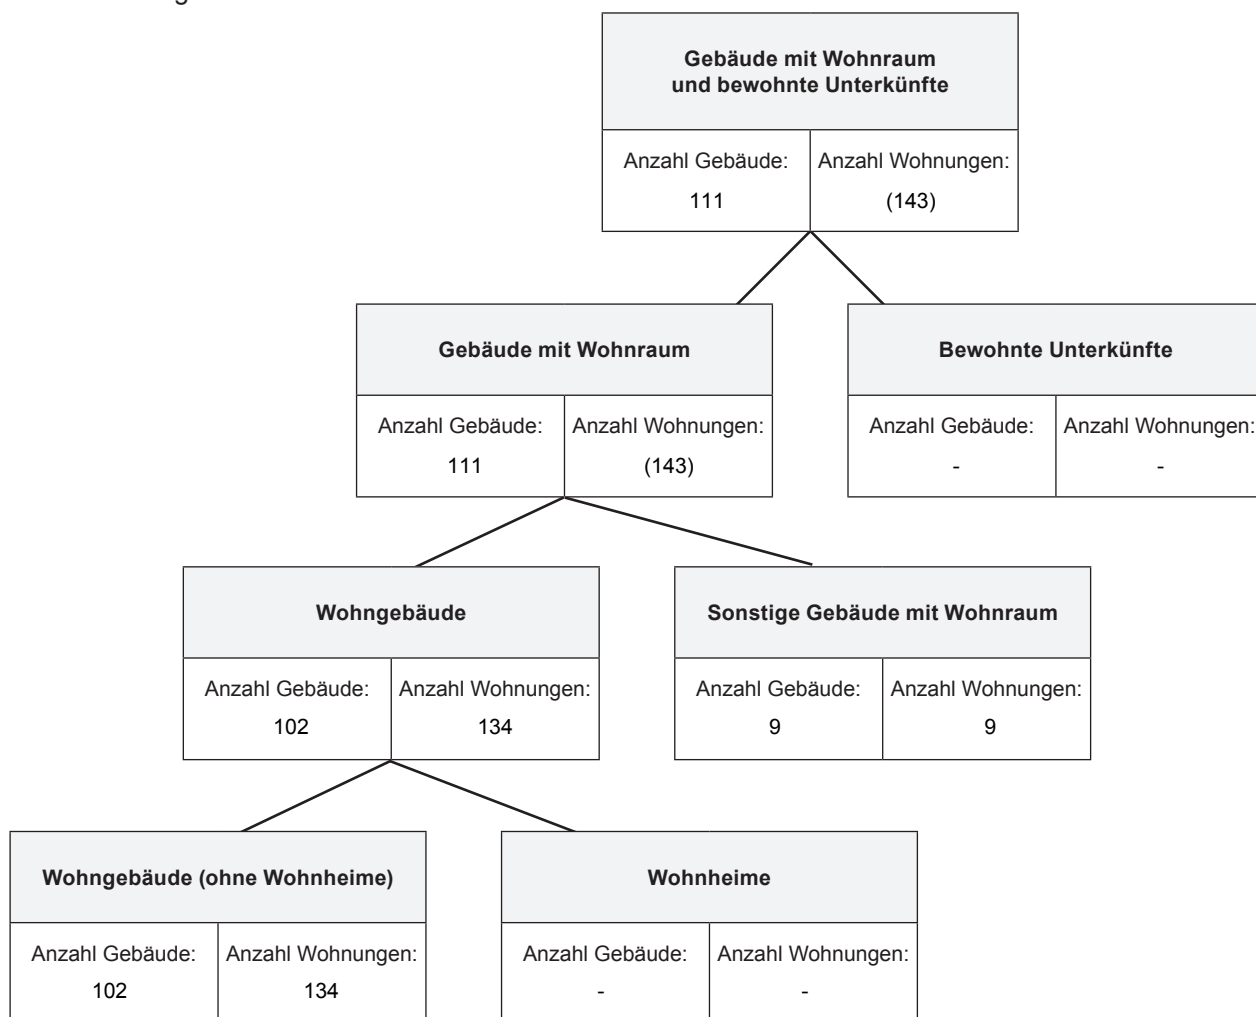 Gebäude mit Wohnraum
und bewohnte Unterkünfte
Anzahl Gebäude: Anzahl Wohnungen:
111 (143)
Gebäude mit Wohnraum
Bewohnte Unterkünfte
Anzahl Gebäude: Anzahl Wohnungen:
111 (143)
Anzahl Gebäude: Anzahl Wohnungen:
- -
Wohngebäude
Sonstige Gebäude mit Wohnraum
Anzahl Gebäude: Anzahl Wohnungen:
102 134
Anzahl Gebäude: Anzahl Wohnungen:
9 9
Wohngebäude (ohne Wohnheime)
Wohnheime
Anzahl Gebäude: Anzahl Wohnungen:
102 134
Anzahl Gebäude: Anzahl Wohnungen:
- -